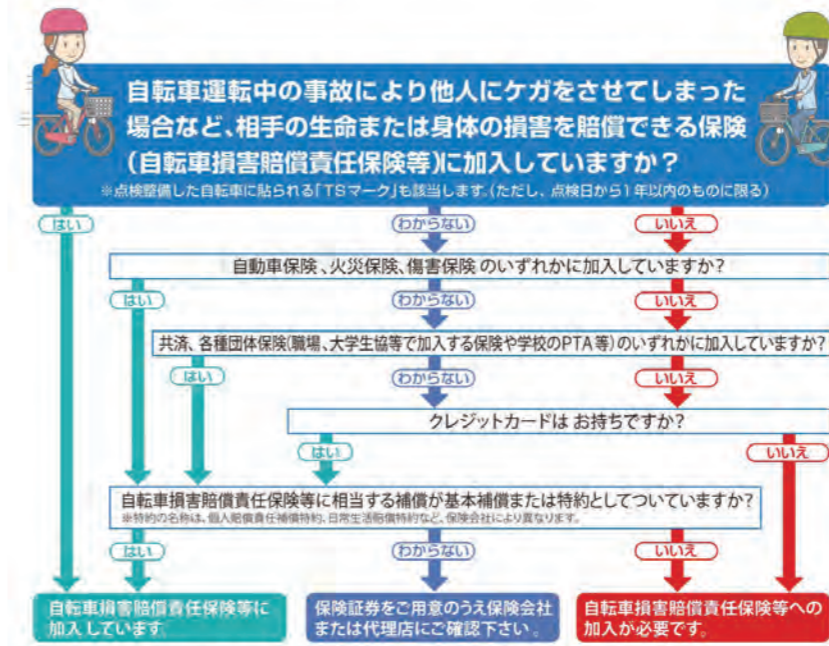 自転車運転中の事故により他人にケガをさせてしまった
場合など、相手の生命または身体の損害を賠償できる保険
(自転車損害賠償責任保険等)に加入していますか?
※点検整備した自転車に貼られる「TSマーク」も該当します。(ただし、点検日から1年以内のものに限る)
はい わからない いいえ
自動車保険、火災保険、傷害保険 のいずれかに加入していますか?
はい わからない いいえ
共済、各種団体保険(職場、大学生協等で加入する保険や学校のPTA等)のいずれかに加入していますか?
はい わからない いいえ
クレジットカードは お持ちですか?
はい いいえ
自転車損害賠償責任保険等に相当する補償が基本補償または特約としてついていますか?
※特約の名称は、個人賠償責任補償特約、日常生活賠償特約など、保険会社により異なります。
はい わからない いいえ
自転車損害賠償責任保険等に
加入しています
保険証券をご用意のうえ保険会社
または代理店にご確認下さい。
自転車損害賠償責任保険等への
加入が必要です。